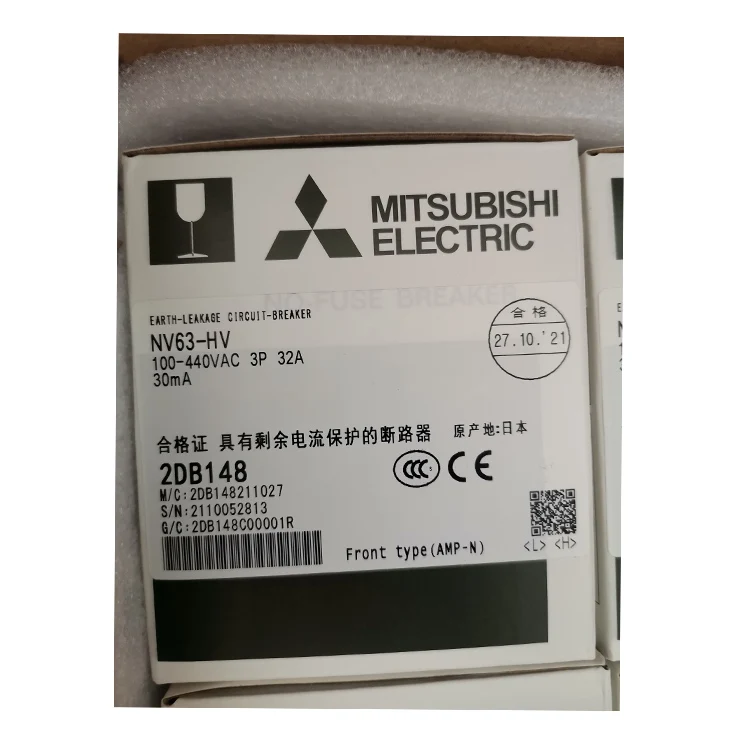 MITSUBISHI
ELECTRIC
NO-FUSE BREAKER
EARTH-LEAKAGE CIRCUIT-BREAKER
NV63-HV
100-440VAC 3P 32A
30mA
合格
27.10.'21
合格证 具有剩余电流保护的断路器 原产地:日本
2DB148
CCC S CE
M/C:2DB148211027
S/N:2110052813
G/C:2DB148C00001R
Front type(AMP-N)
<L> <H>